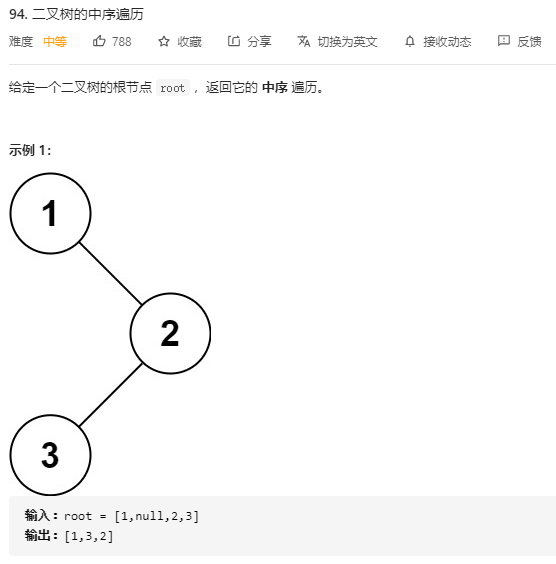 94. 二叉树的中序遍历
难度 中等 788 收藏 分享 切换为英文 接收动态 反馈
给定一个二叉树的根节点 root ，返回它的 中序 遍历。
示例 1：
1
2
3
输入：root = [1,null,2,3]
输出：[1,3,2]